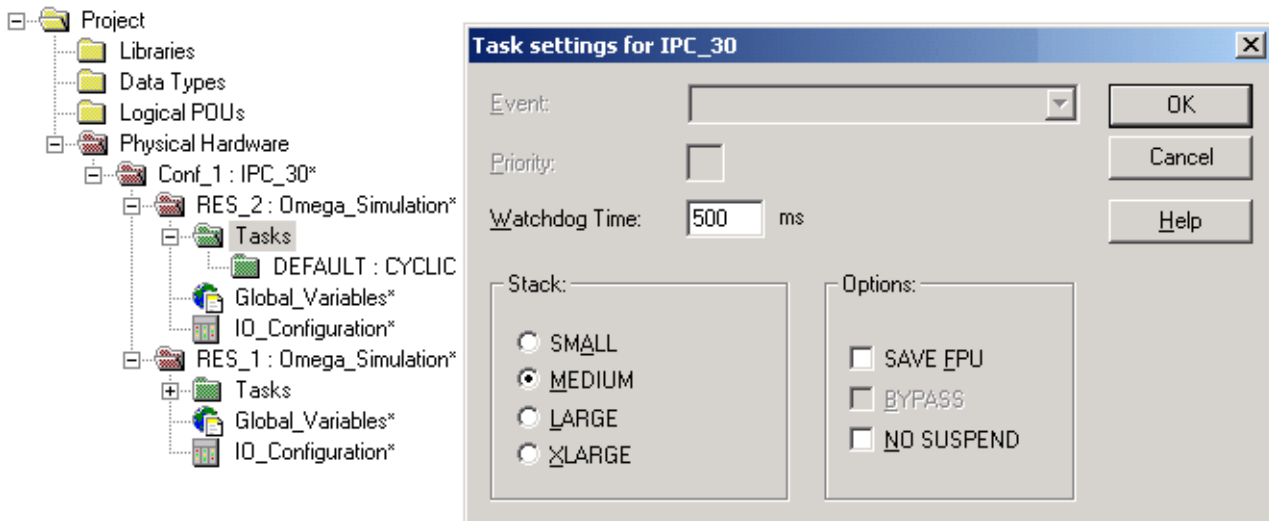 Project
Libraries
Data Types
Logical POUs
Physical Hardware
Conf_1 : IPC_30*
RES_2 : Omega_Simulation*
Tasks
DEFAULT : CYCLIC
Global_Variables*
IO_Configuration*
RES_1 : Omega_Simulation*
Tasks
Global_Variables*
IO_Configuration*
Task settings for IPC_30
Event:
OK
Priority:
Cancel
Watchdog Time: 500 ms
Help
Stack:
SMALL
MEDIUM
LARGE
XLARGE
Options:
SAVE FPU
BYPASS
NO SUSPEND